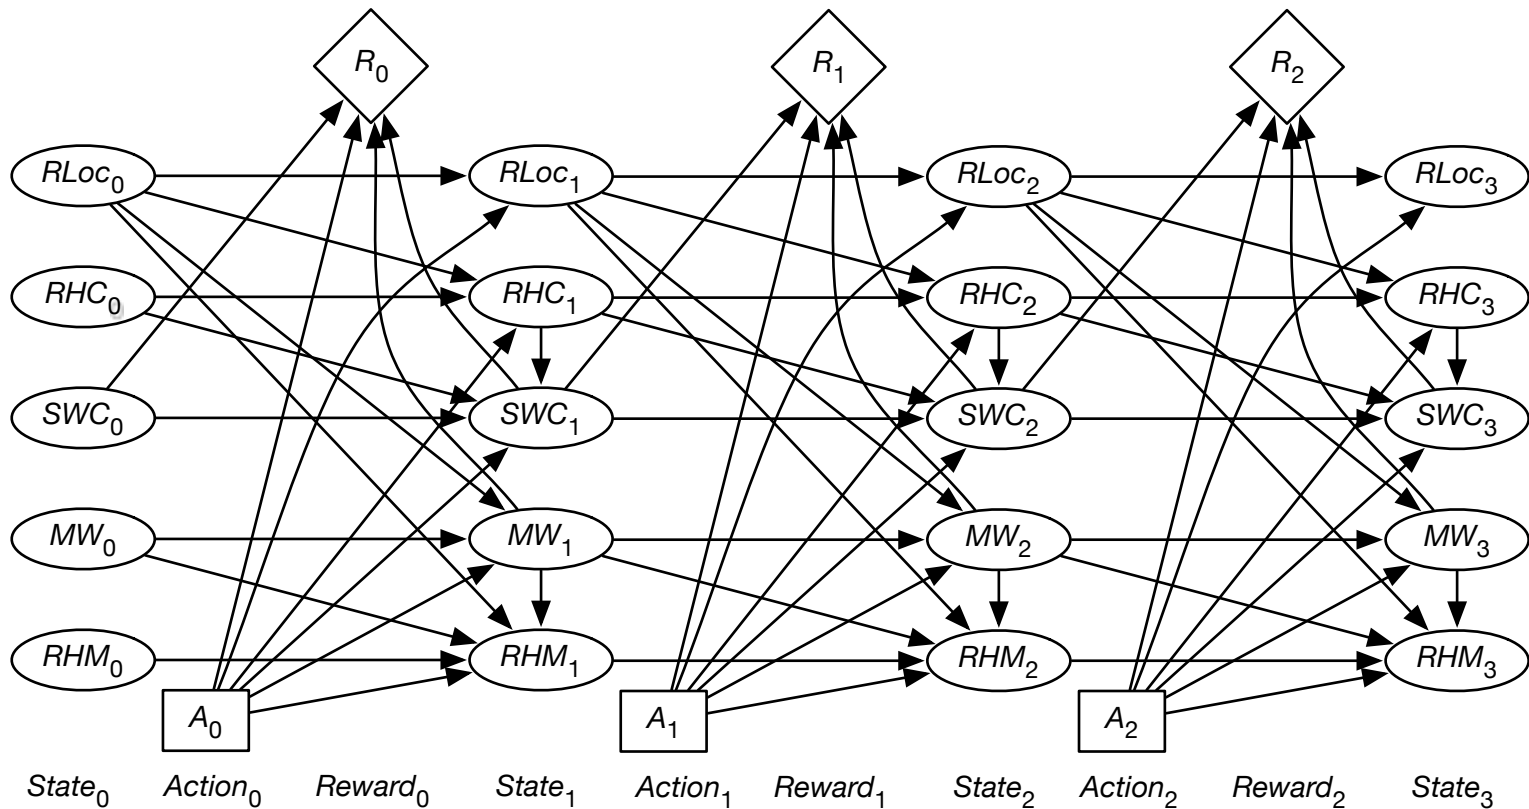 R₀ R₁ R₂
RLoc₀ RLoc₁ RLoc₂ RLoc₃
RHC₀ RHC₁ RHC₂ RHC₃
SWC₀ SWC₁ SWC₂ SWC₃
MW₀ MW₁ MW₂ MW₃
RHM₀ RHM₁ RHM₂ RHM₃
A₀ A₁ A₂
State₀ Action₀ Reward₀ State₁ Action₁ Reward₁ State₂ Action₂ Reward₂ State₃